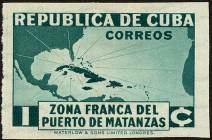 REPUBLICA DE CUBA
CORREOS
1 ZONA FRANCA DEL ¢
PUERTO DE MATANZAS
WATERLOW & SONS LIMITED, LONDRES.